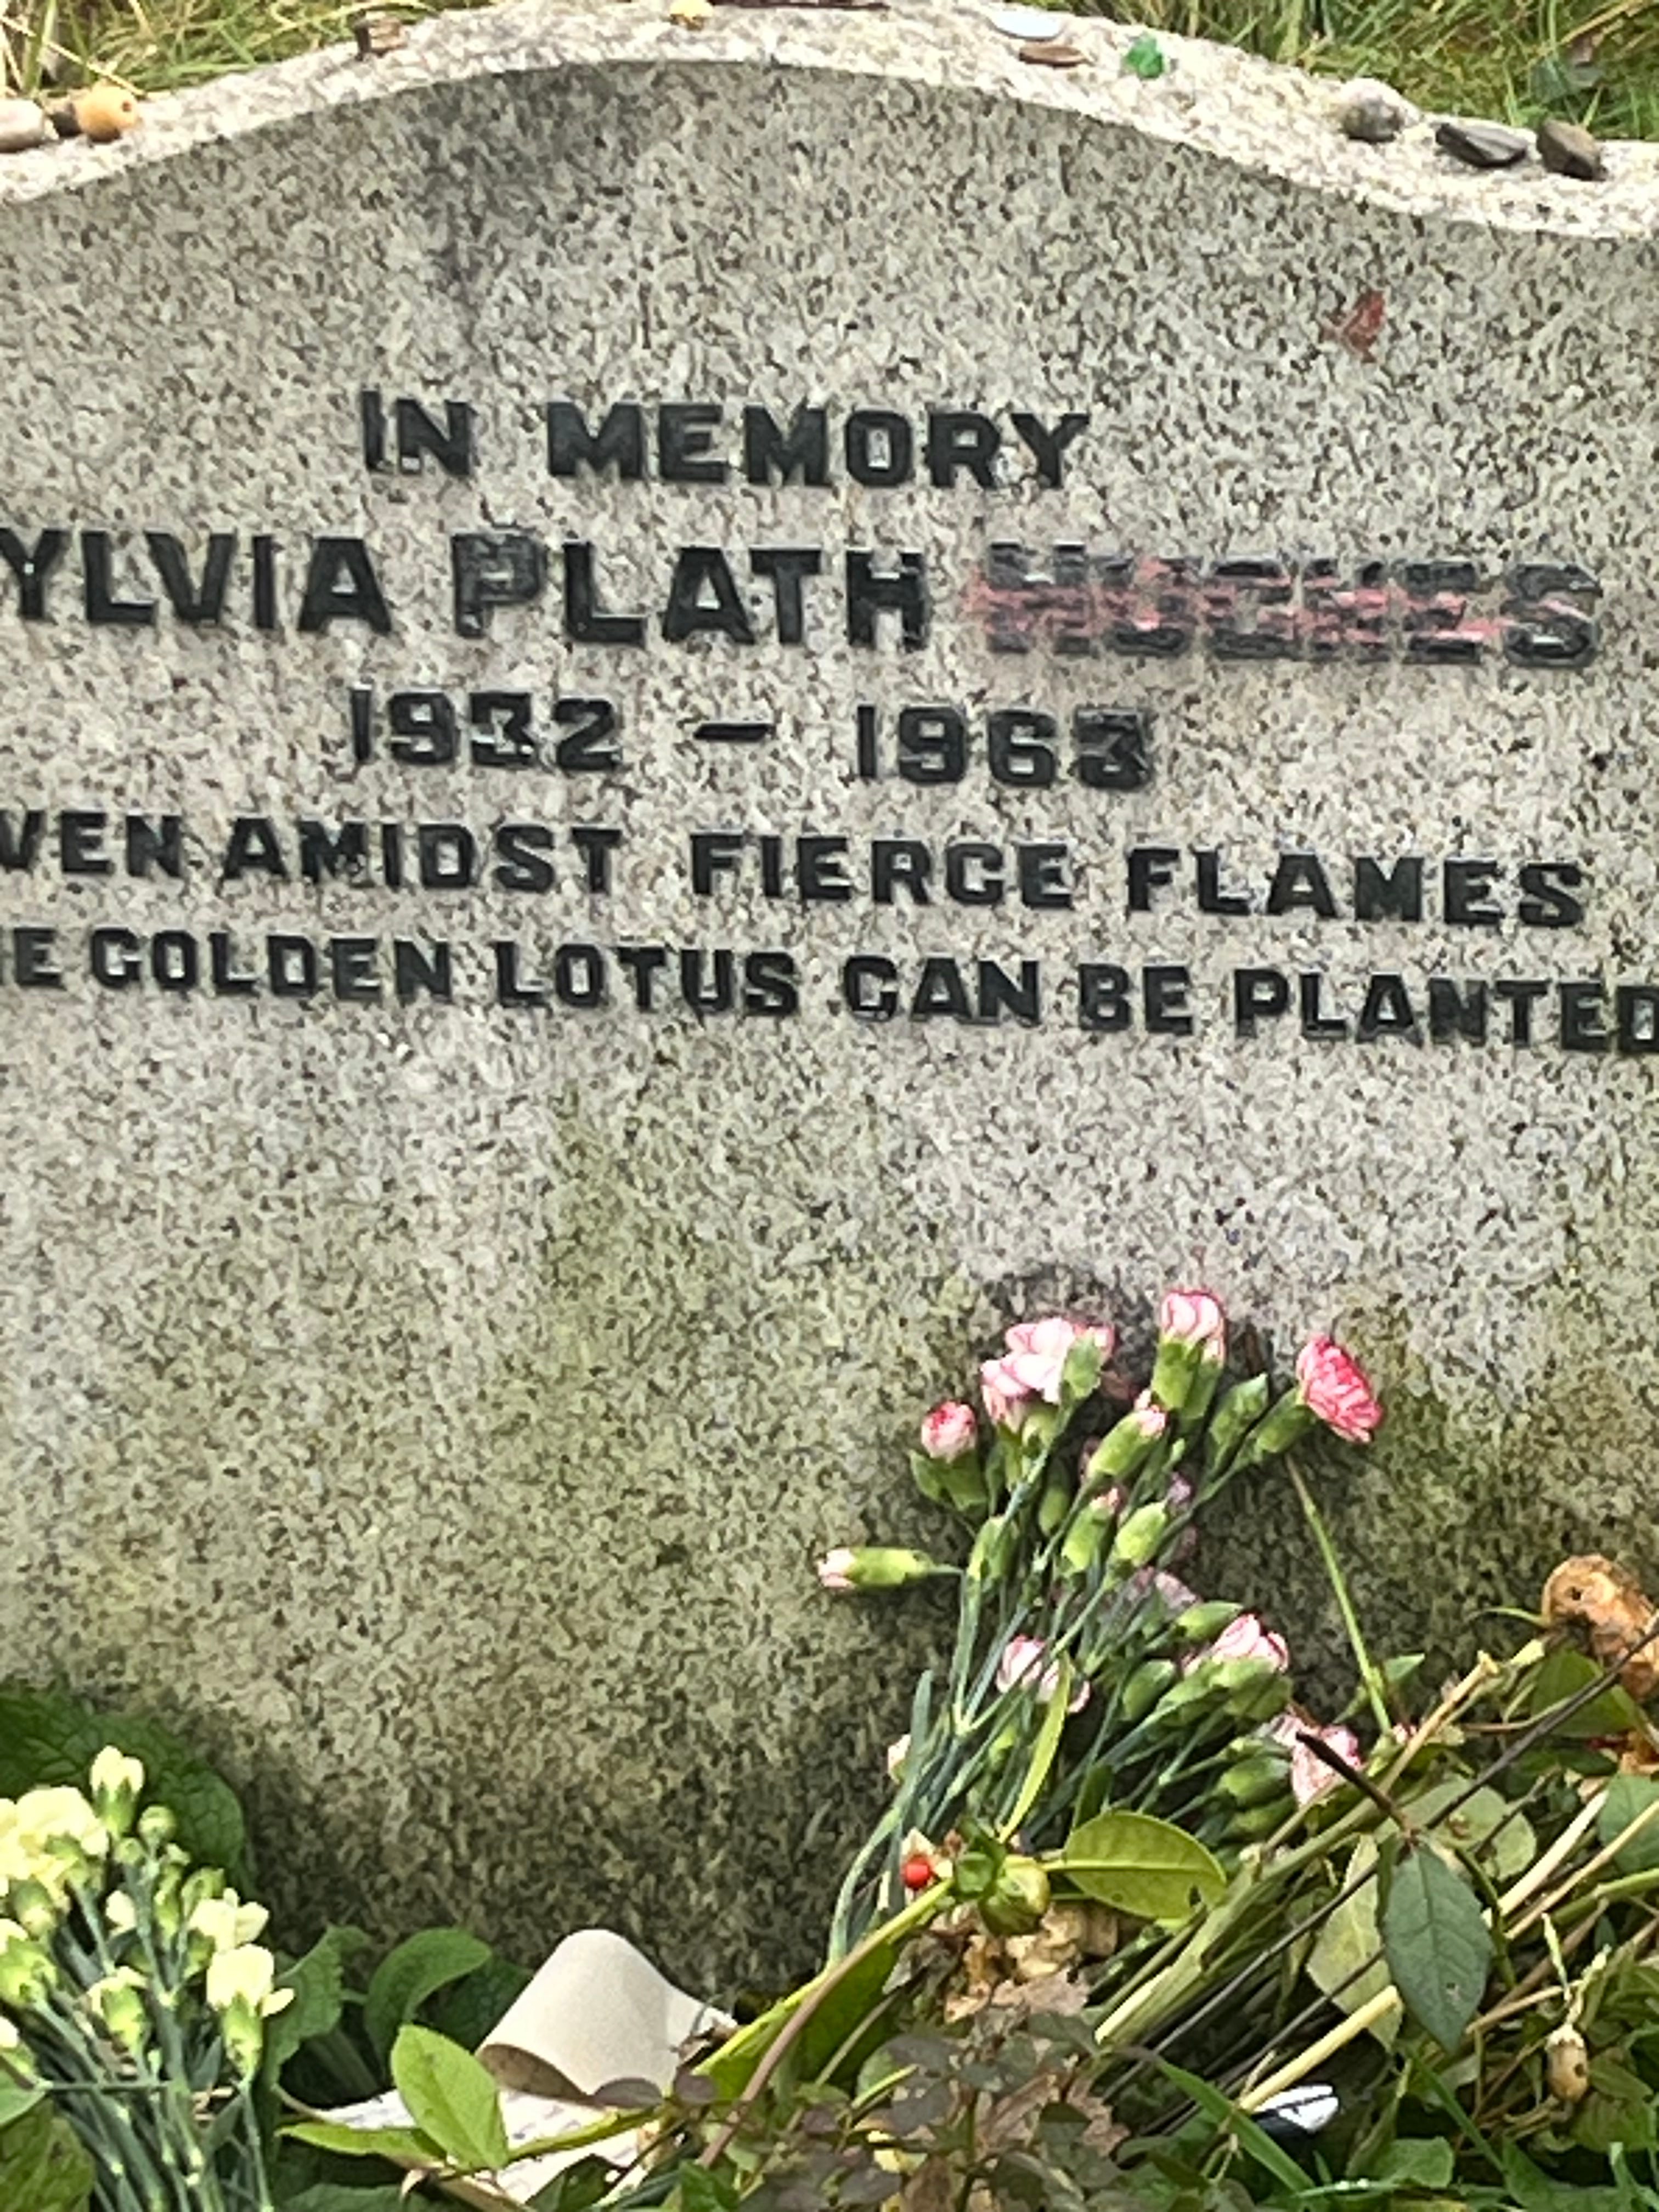 IN MEMORY
YLVIA PLATH HUGHES
1932 – 1963
VEN AMIDST FIERCE FLAMES
E GOLDEN LOTUS CAN BE PLANTED